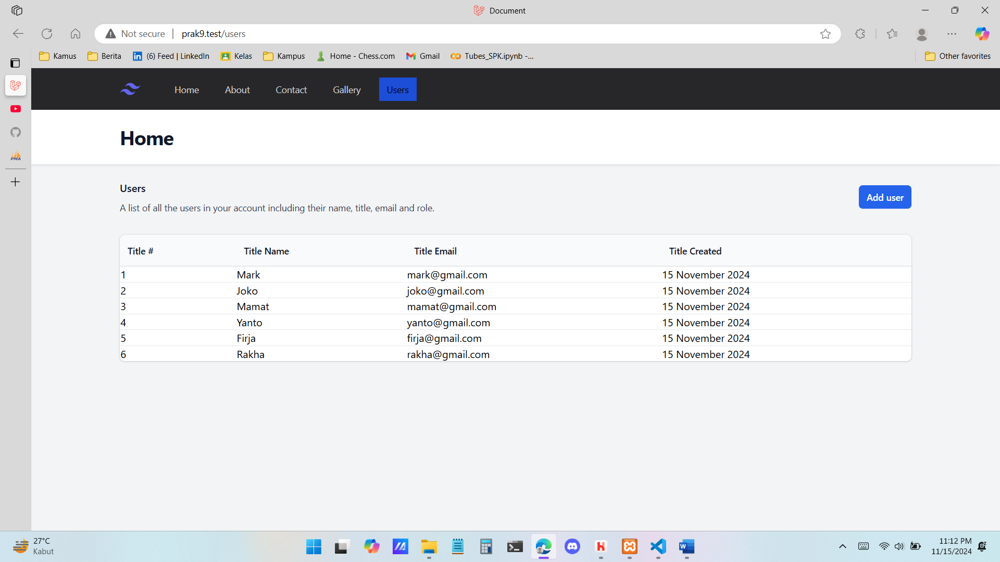 Document
Not secure prak9.test/users
Kamus Berita (6) Feed | LinkedIn Kelas Kampus Home - Chess.com Gmail Tubes_SPK.ipynb -... Other favorites
PMA
Home About Contact Gallery Users
Home
Users
Add user
A list of all the users in your account including their name, title, email and role.
Title # Title Name Title Email Title Created
1 Mark mark@gmail.com 15 November 2024
2 Joko joko@gmail.com 15 November 2024
3 Mamat mamat@gmail.com 15 November 2024
4 Yanto yanto@gmail.com 15 November 2024
5 Firja firja@gmail.com 15 November 2024
6 Rakha rakha@gmail.com 15 November 2024
27°C
Kabut
11:12 PM
11/15/2024